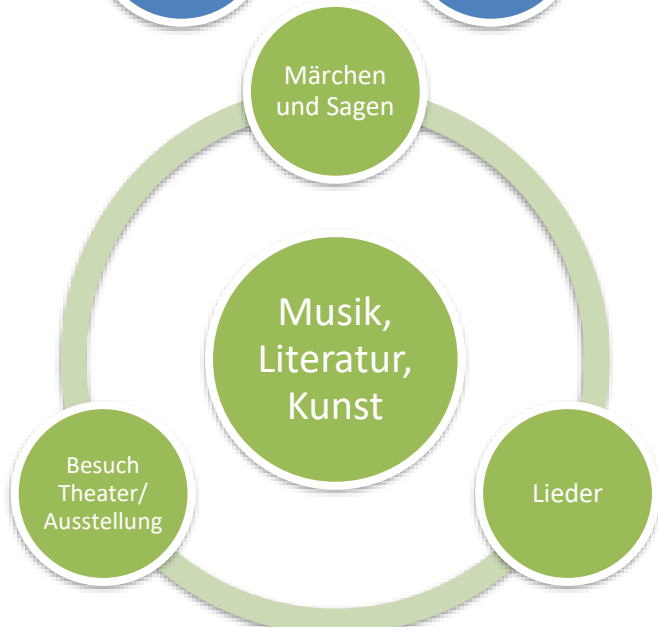 Märchen
und Sagen
Musik,
Literatur,
Kunst
Besuch
Theater/
Ausstellung
Lieder